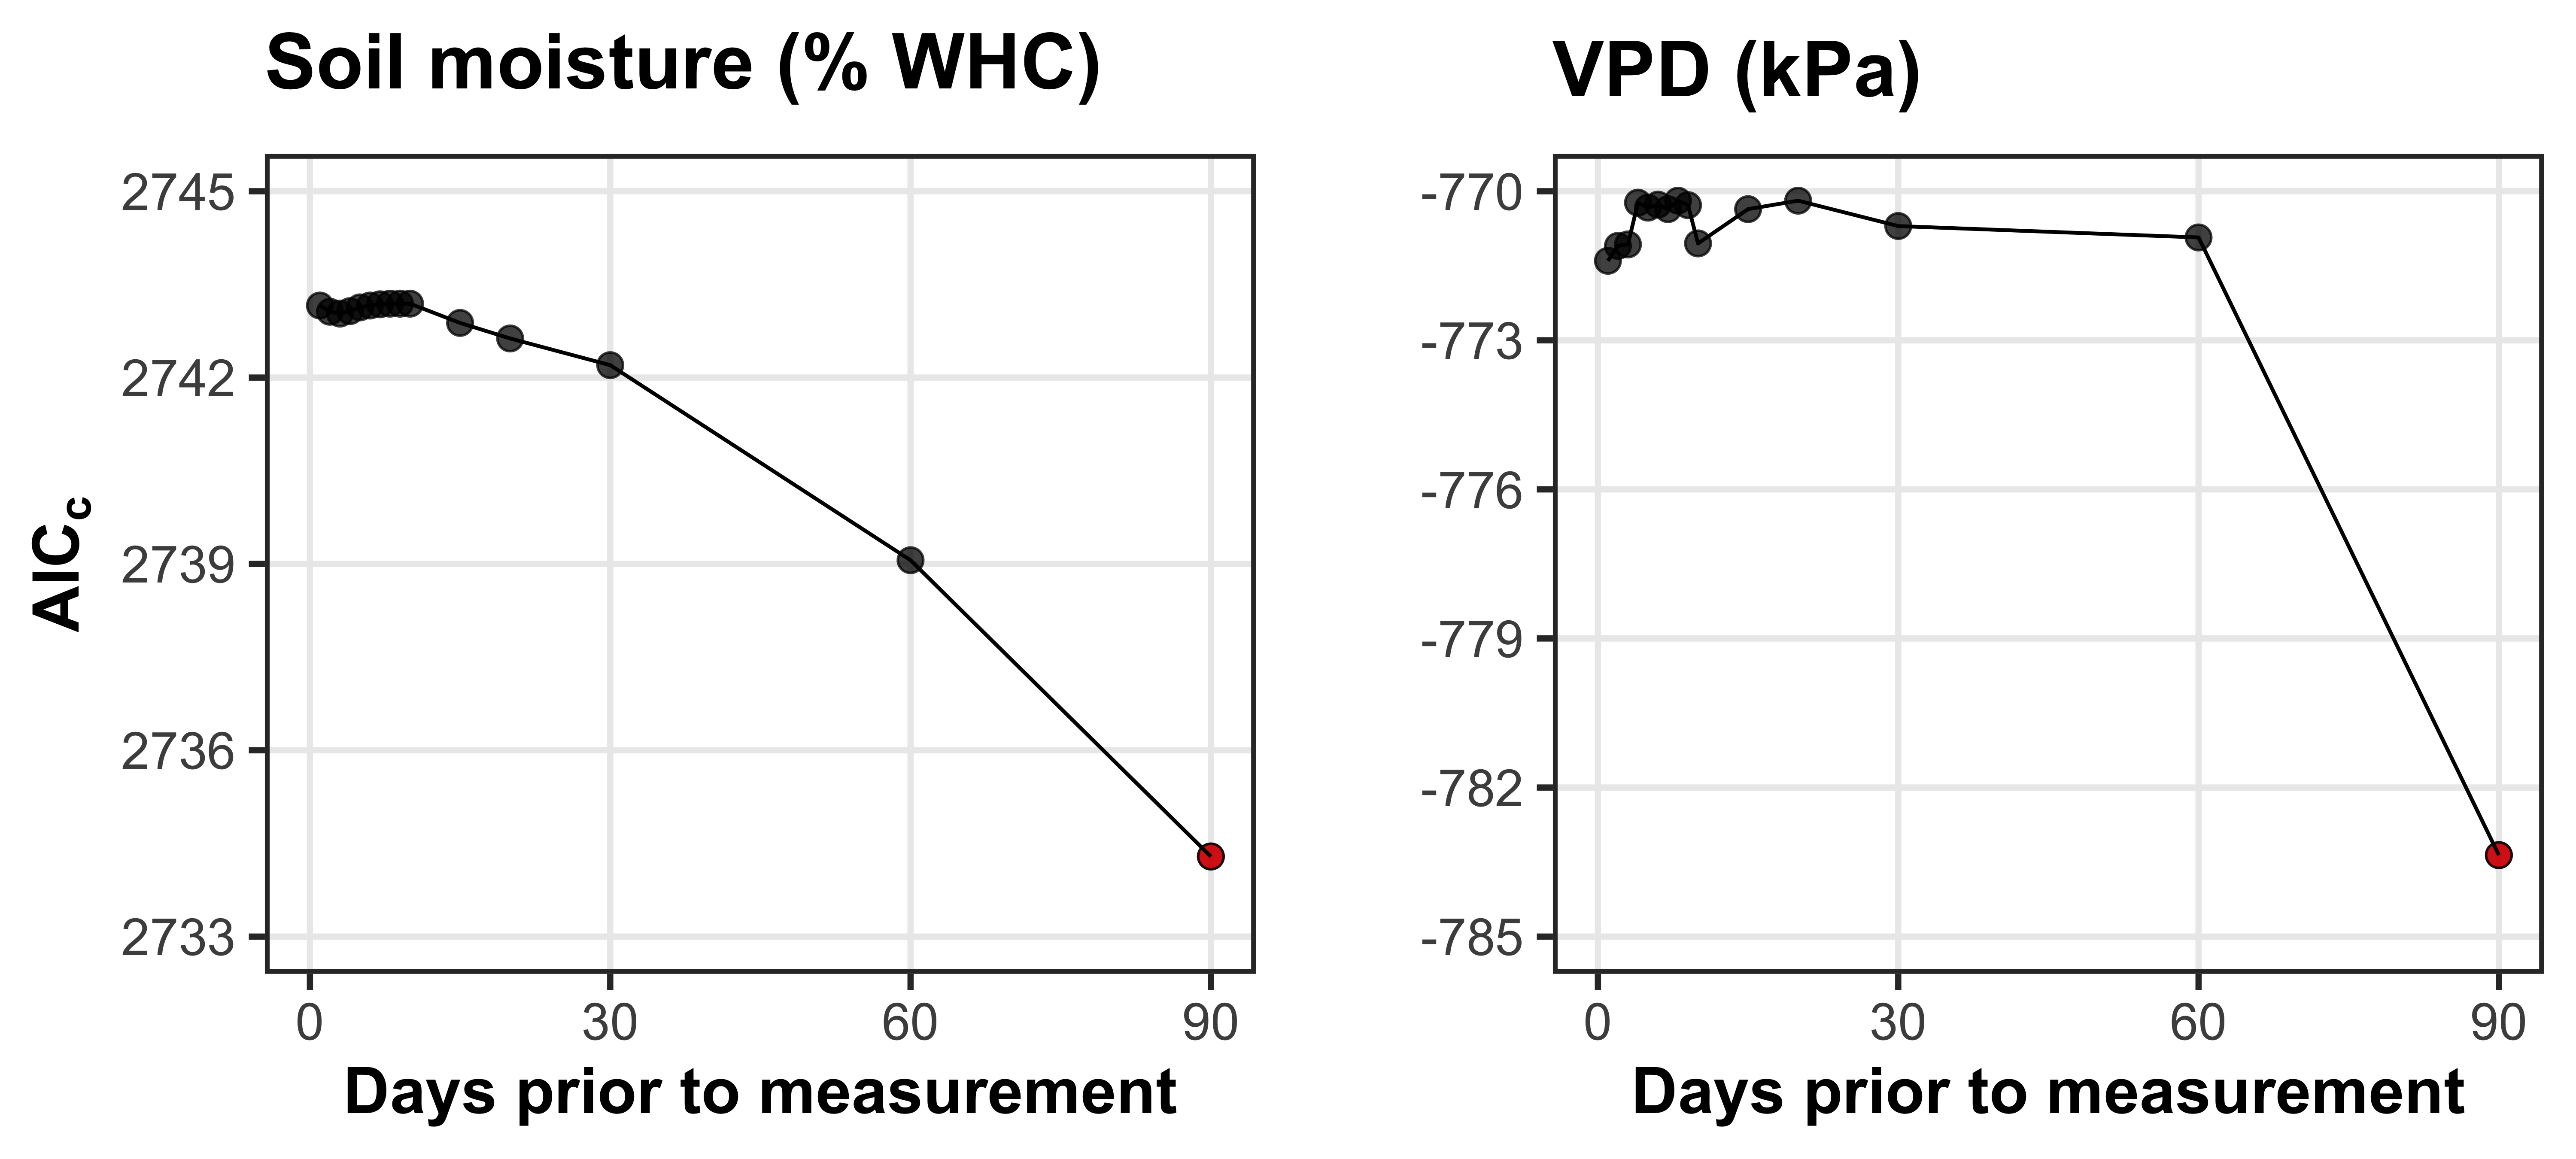 Soil moisture (% WHC)
AICc
2745
2742
2739
2736
2733
0 30 60 90
Days prior to measurement
VPD (kPa)
-770
-773
-776
-779
-782
-785
0 30 60 90
Days prior to measurement